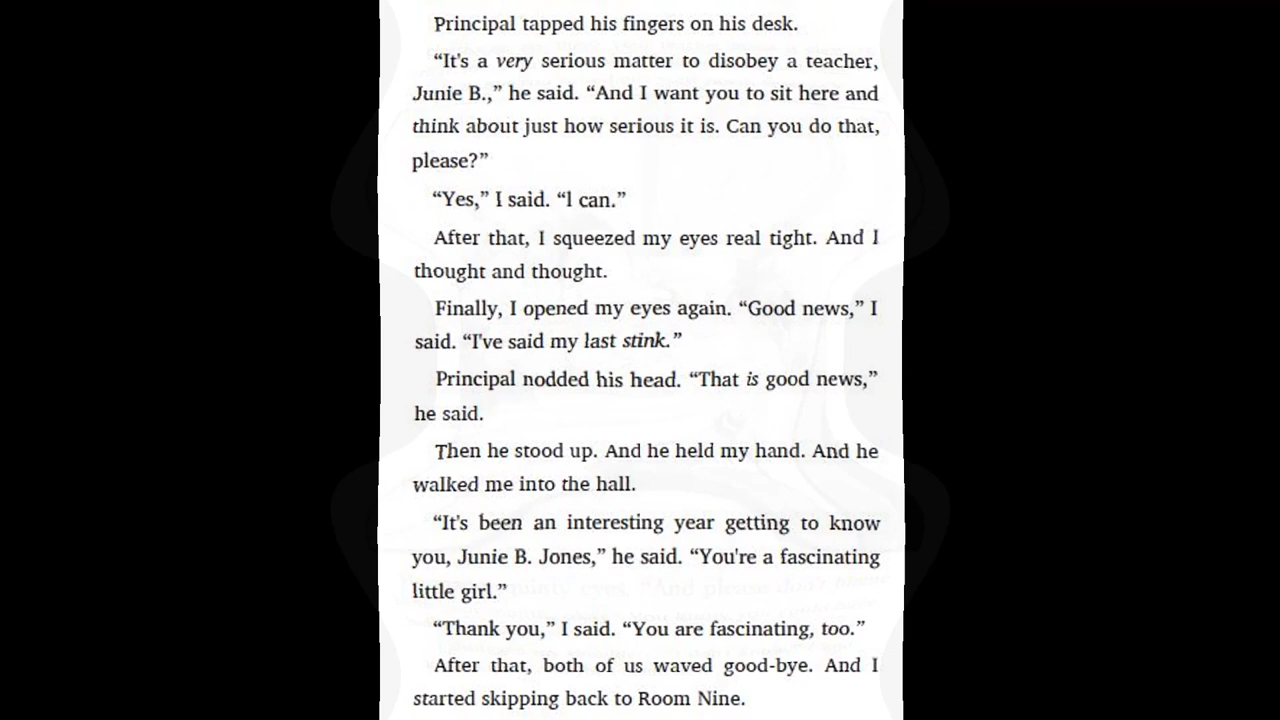 Principal tapped his fingers on his desk.
“It's a very serious matter to disobey a teacher,
Junie B.,” he said. “And I want you to sit here and
think about just how serious it is. Can you do that,
please?”
“Yes,” I said. “l can.”
After that, I squeezed my eyes real tight. And I
thought and thought.
Finally, I opened my eyes again. “Good news,” I
said. “I've said my last stink.”
Principal nodded his head. “That is good news,”
he said.
Then he stood up. And he held my hand. And he
walked me into the hall.
“It's been an interesting year getting to know
you, Junie B. Jones,” he said. “You're a fascinating
little girl.”
“Thank you,” I said. “You are fascinating, too.”
After that, both of us waved good-bye. And I
started skipping back to Room Nine.